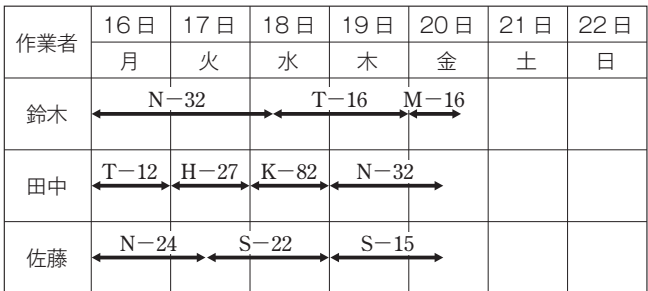 作業者 16日 17日 18日 19日 20日 21日 22日
月 火 水 木 金 土 日
鈴木 N－32 T－16 M－16
田中 T－12 H－27 K－82 N－32
佐藤 N－24 S－22 S－15